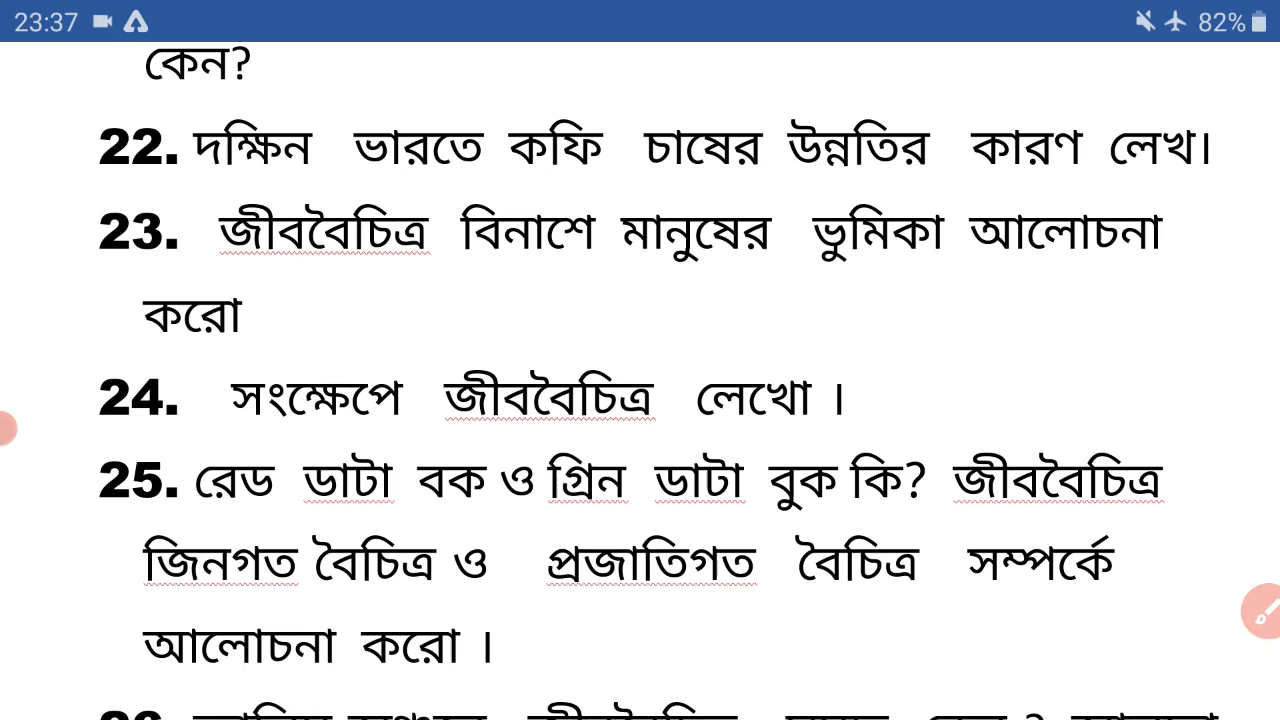 23:37 82%
কেন?
22. দক্ষিন ভারতে কফি চাষের উন্নতির কারণ লেখ।
23. জীববৈচিত্র বিনাশে মানুষের ভুমিকা আলোচনা
করো
24. সংক্ষেপে জীববৈচিত্র লেখো ।
25. রেড ডাটা বক ও গ্রিন ডাটা বুক কি? জীববৈচিত্র
জিনগত বৈচিত্র ও প্রজাতিগত বৈচিত্র সম্পর্কে
আলোচনা করো ।